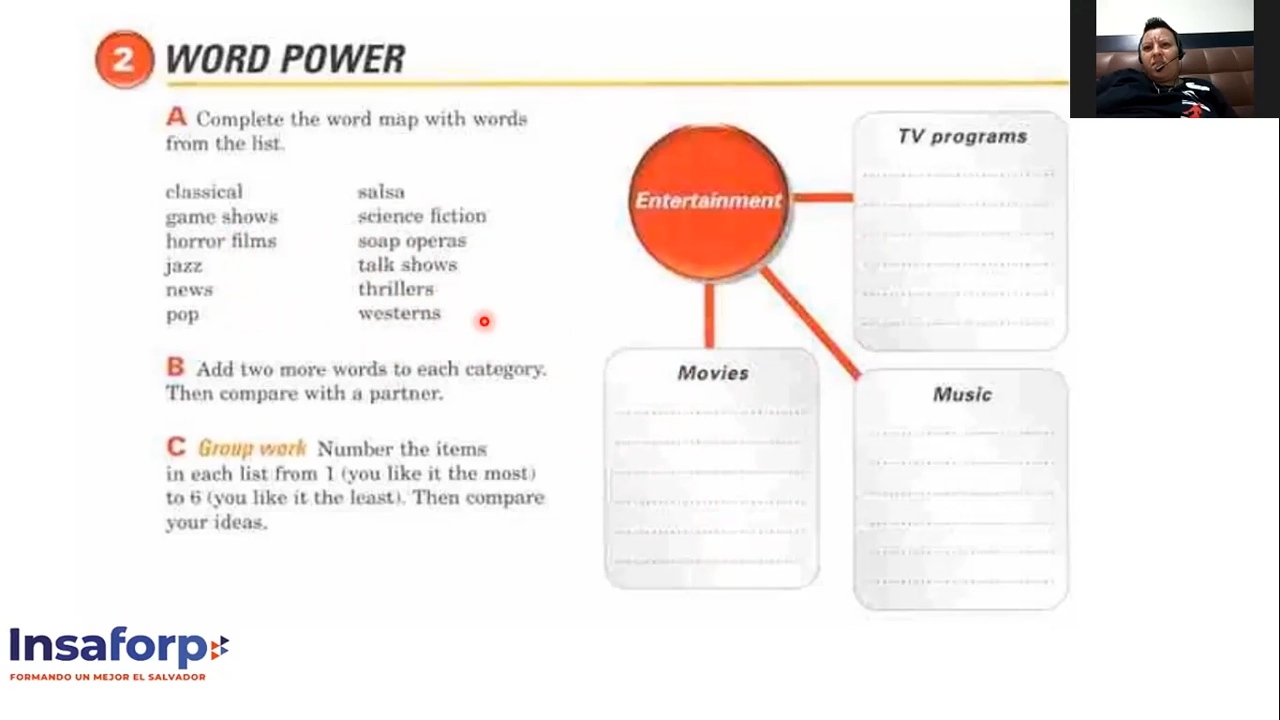 2 WORD POWER
A Complete the word map with words
from the list.
classical
game shows
horror films
jazz
news
pop
salsa
science fiction
soap operas
talk shows
thrillers
westerns
B Add two more words to each category.
Then compare with a partner.
C Group work Number the items
in each list from 1 (you like it the most)
to 6 (you like it the least). Then compare
your ideas.
Entertainment
TV programs
Movies
Music
Insaforp
FORMANDO UN MEJOR EL SALVADOR